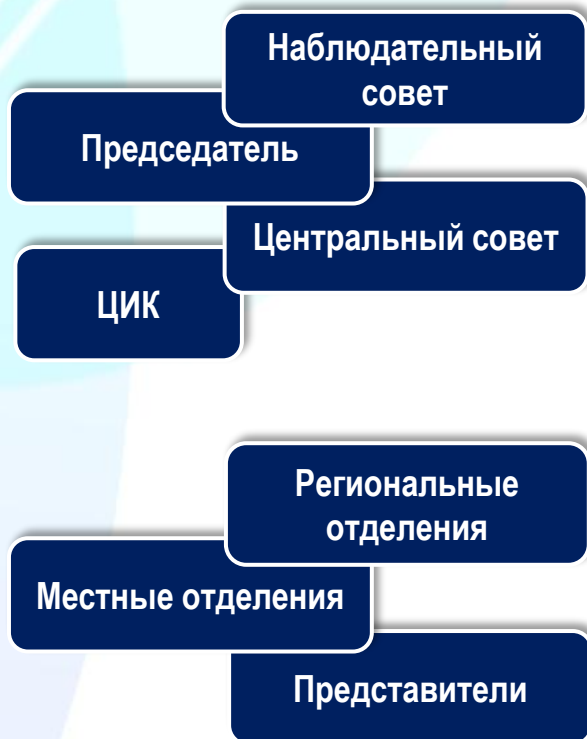 Наблюдательный
совет
Председатель
Центральный совет
ЦИК
Региональные
отделения
Местные отделения
Представители